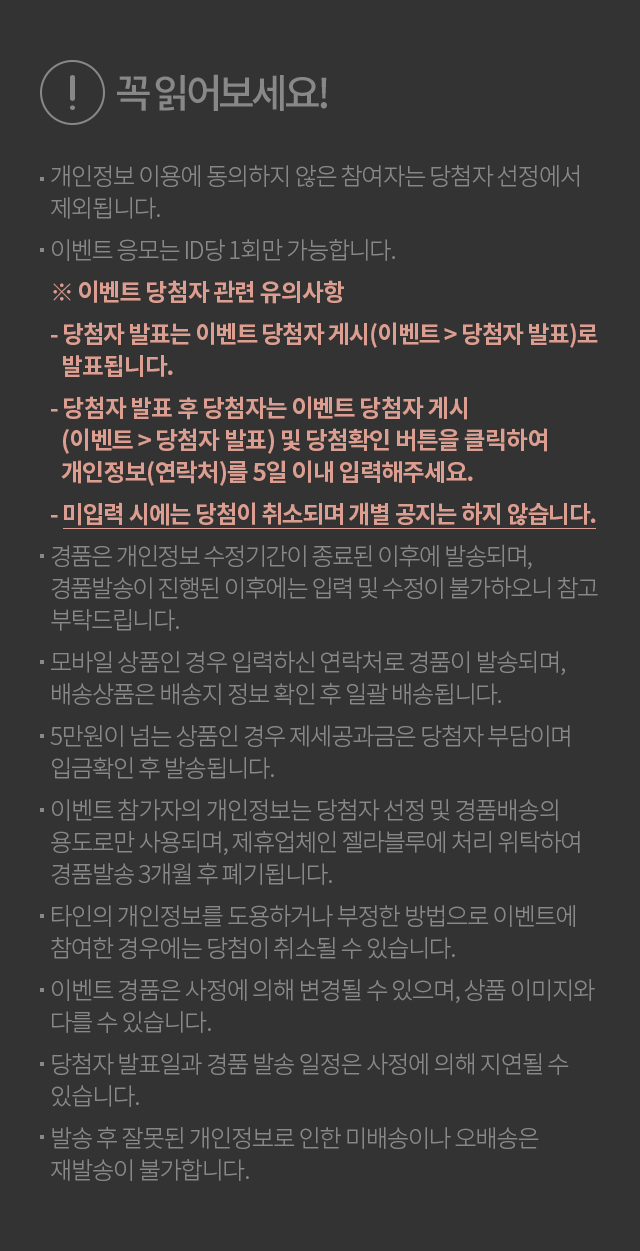 ! 꼭 읽어보세요!
· 개인정보 이용에 동의하지 않은 참여자는 당첨자 선정에서
제외됩니다.
· 이벤트 응모는 ID당 1회만 가능합니다.
※ 이벤트 당첨자 관련 유의사항
- 당첨자 발표는 이벤트 당첨자 게시(이벤트 > 당첨자 발표)로
발표됩니다.
- 당첨자 발표 후 당첨자는 이벤트 당첨자 게시
(이벤트 > 당첨자 발표) 및 당첨확인 버튼을 클릭하여
개인정보(연락처)를 5일 이내 입력해주세요.
- 미입력 시에는 당첨이 취소되며 개별 공지는 하지 않습니다.
· 경품은 개인정보 수정기간이 종료된 이후에 발송되며,
경품발송이 진행된 이후에는 입력 및 수정이 불가하오니 참고
부탁드립니다.
· 모바일 상품인 경우 입력하신 연락처로 경품이 발송되며,
배송상품은 배송지 정보 확인 후 일괄 배송됩니다.
· 5만원이 넘는 상품인 경우 제세공과금은 당첨자 부담이며
입금확인 후 발송됩니다.
· 이벤트 참가자의 개인정보는 당첨자 선정 및 경품배송의
용도로만 사용되며, 제휴업체인 젤라블루에 처리 위탁하여
경품발송 3개월 후 폐기됩니다.
· 타인의 개인정보를 도용하거나 부정한 방법으로 이벤트에
참여한 경우에는 당첨이 취소될 수 있습니다.
· 이벤트 경품은 사정에 의해 변경될 수 있으며, 상품 이미지와
다를 수 있습니다.
· 당첨자 발표일과 경품 발송 일정은 사정에 의해 지연될 수
있습니다.
· 발송 후 잘못된 개인정보로 인한 미배송이나 오배송은
재발송이 불가합니다.